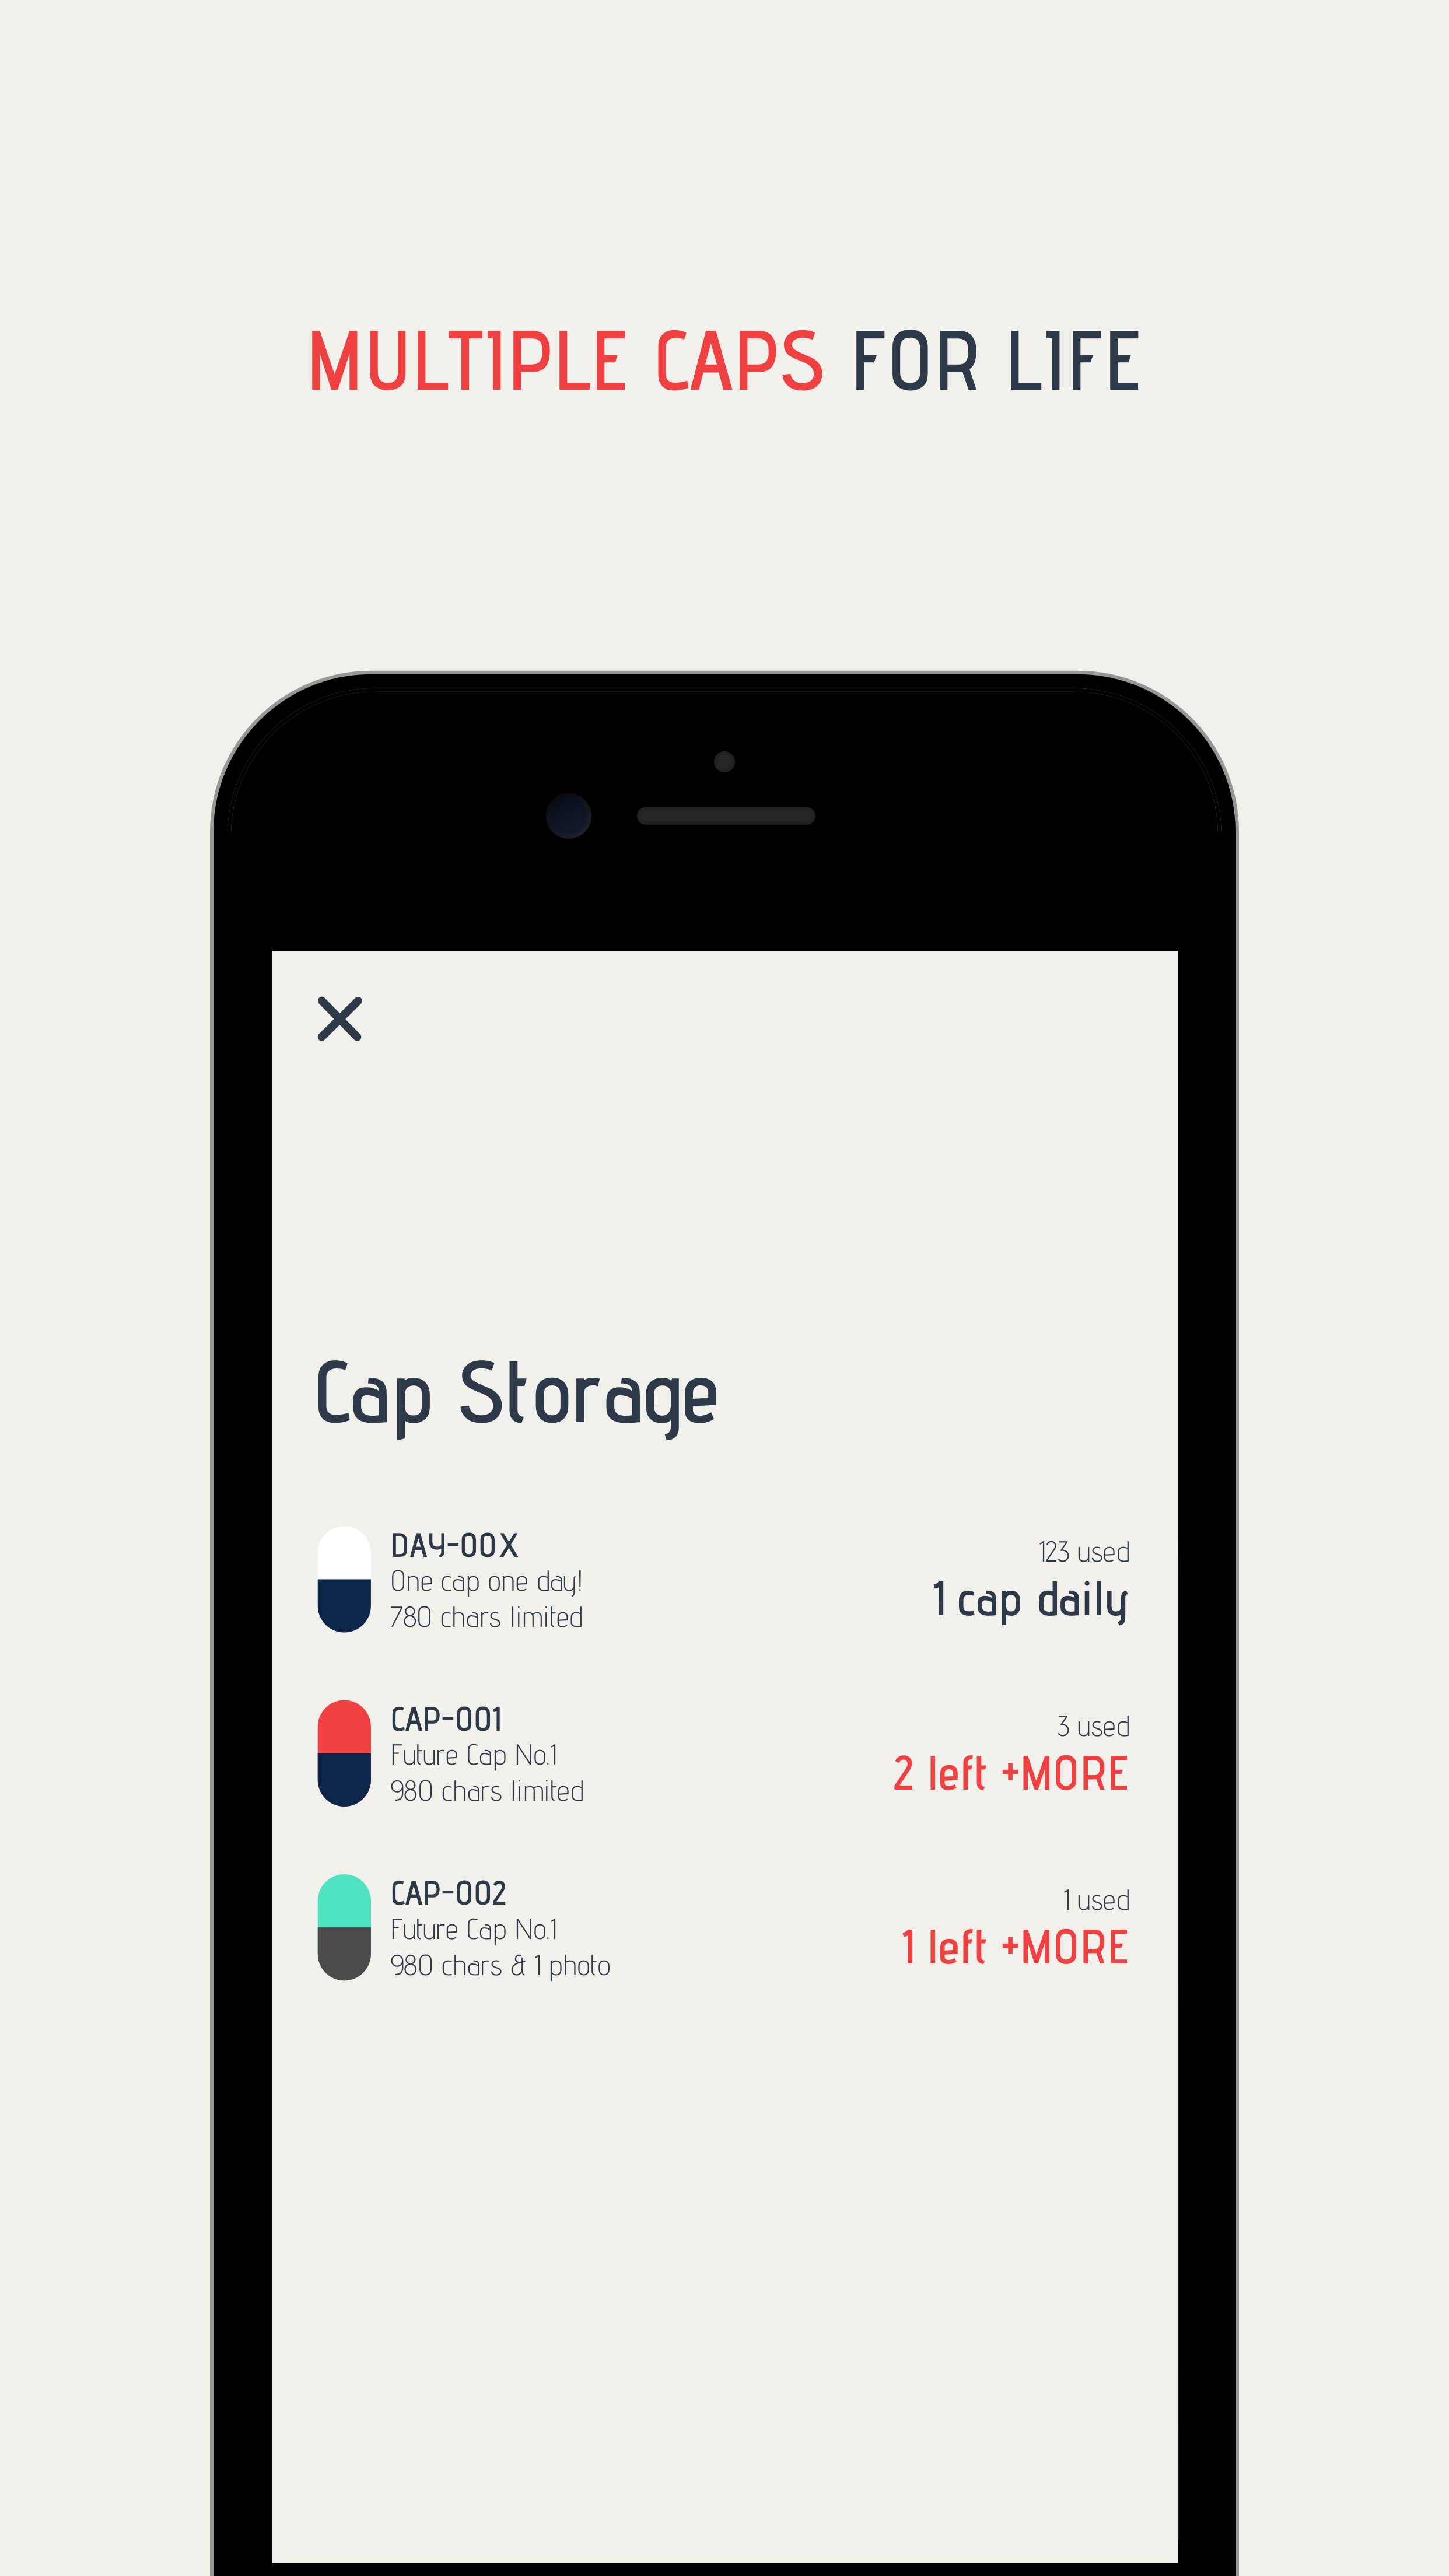 MULTIPLE CAPS FOR LIFE
Cap Storage
DAY-00X
One cap one day!
780 chars limited
123 used
1 cap daily
CAP-001
Future Cap No.1
980 chars limited
3 used
2 left +MORE
CAP-002
Future Cap No.1
980 chars & 1 photo
1 used
1 left +MORE